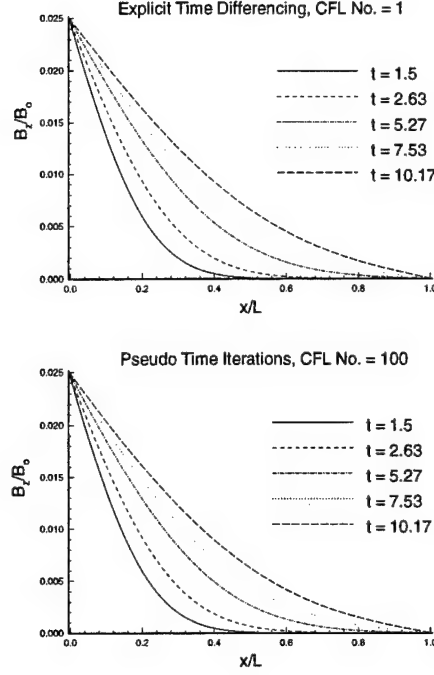 Explicit Time Differencing, CFL No. = 1
0.025
0.020
0.015
0.010
0.005
0.000
B_z/B_o
t = 1.5
t = 2.63
t = 5.27
t = 7.53
t = 10.17
0.0 0.2 0.4 0.6 0.8 1.0
x/L
Pseudo Time Iterations, CFL No. = 100
0.025
0.020
0.015
0.010
0.005
0.000
B_z/B_o
t = 1.5
t = 2.63
t = 5.27
t = 7.53
t = 10.17
0.0 0.2 0.4 0.6 0.8 1.0
x/L